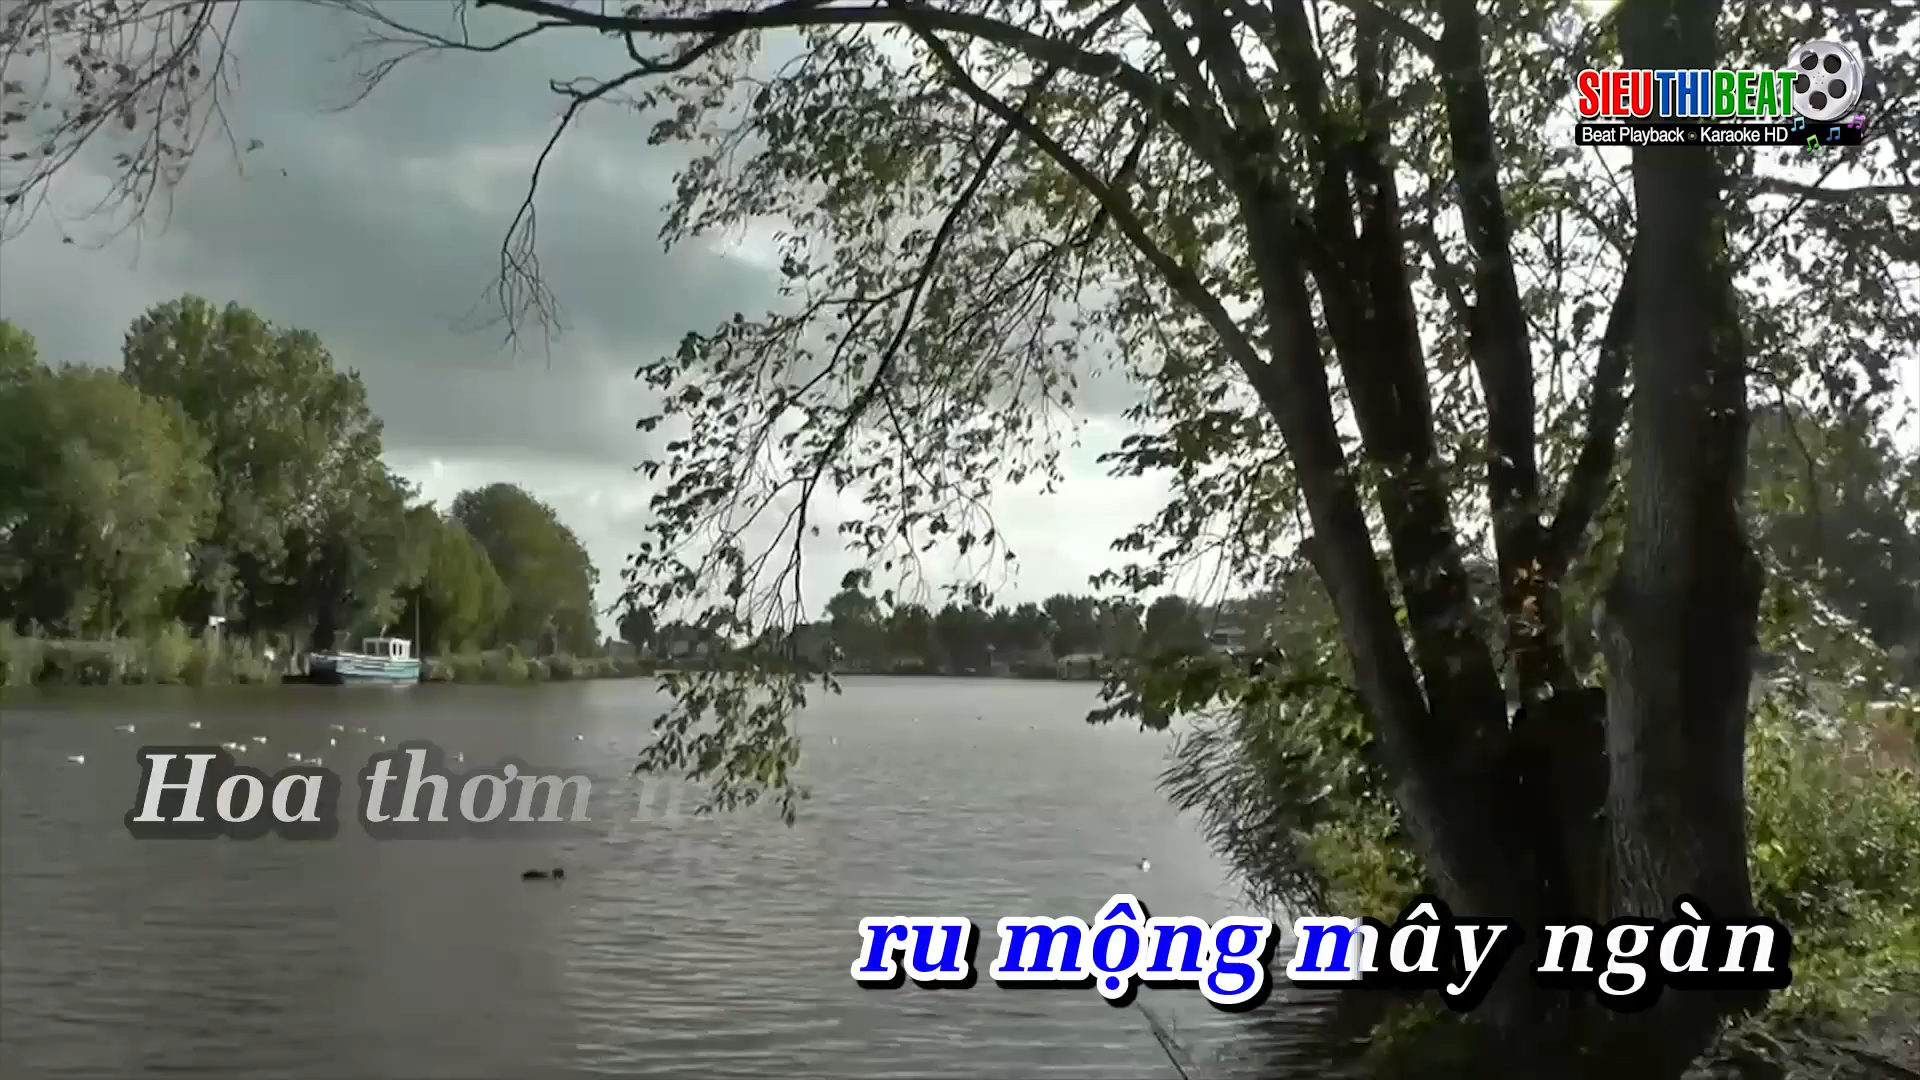 SIEUTHIBEAT
Beat Playback • Karaoke HD
Hoa thơm
ru mộng mây ngàn